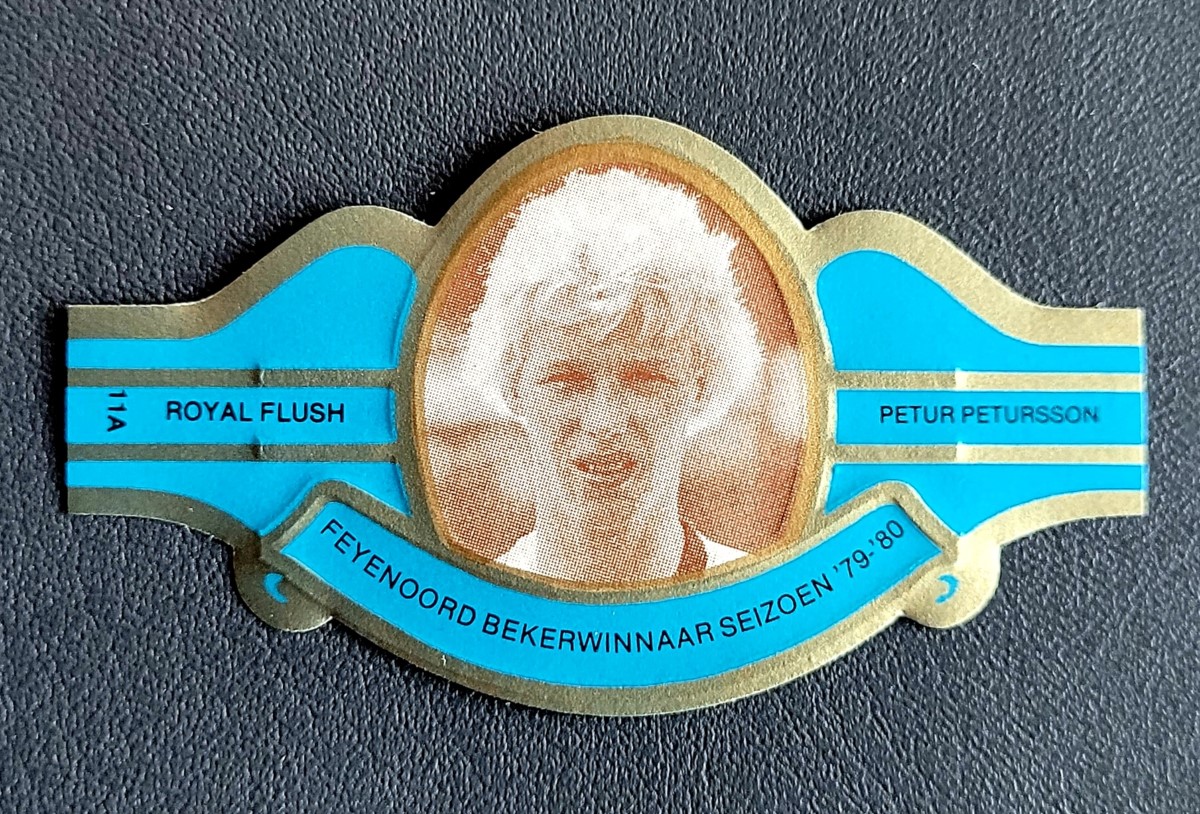 11A
ROYAL FLUSH
PETUR PETURSSON
FEYENOORD BEKERWINNAAR SEIZOEN '79-'80